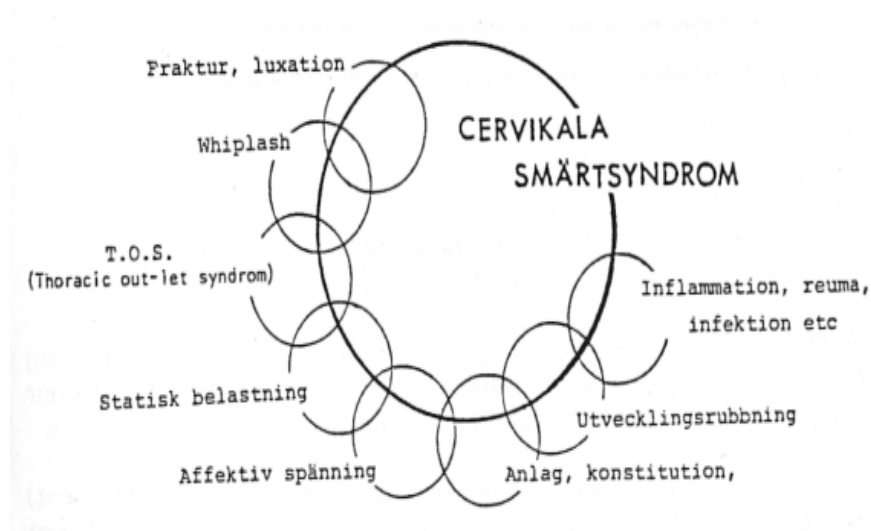 Fraktur, luxation
CERVIKALA
SMÄRTSYNDROM
Whiplash
T.O.S.
(Thoracic out-let syndrom)
Inflammation, reuma,
infektion etc
Statisk belastning
Utvecklingsrubbning
Affektiv spänning
Anlag, konstitution,